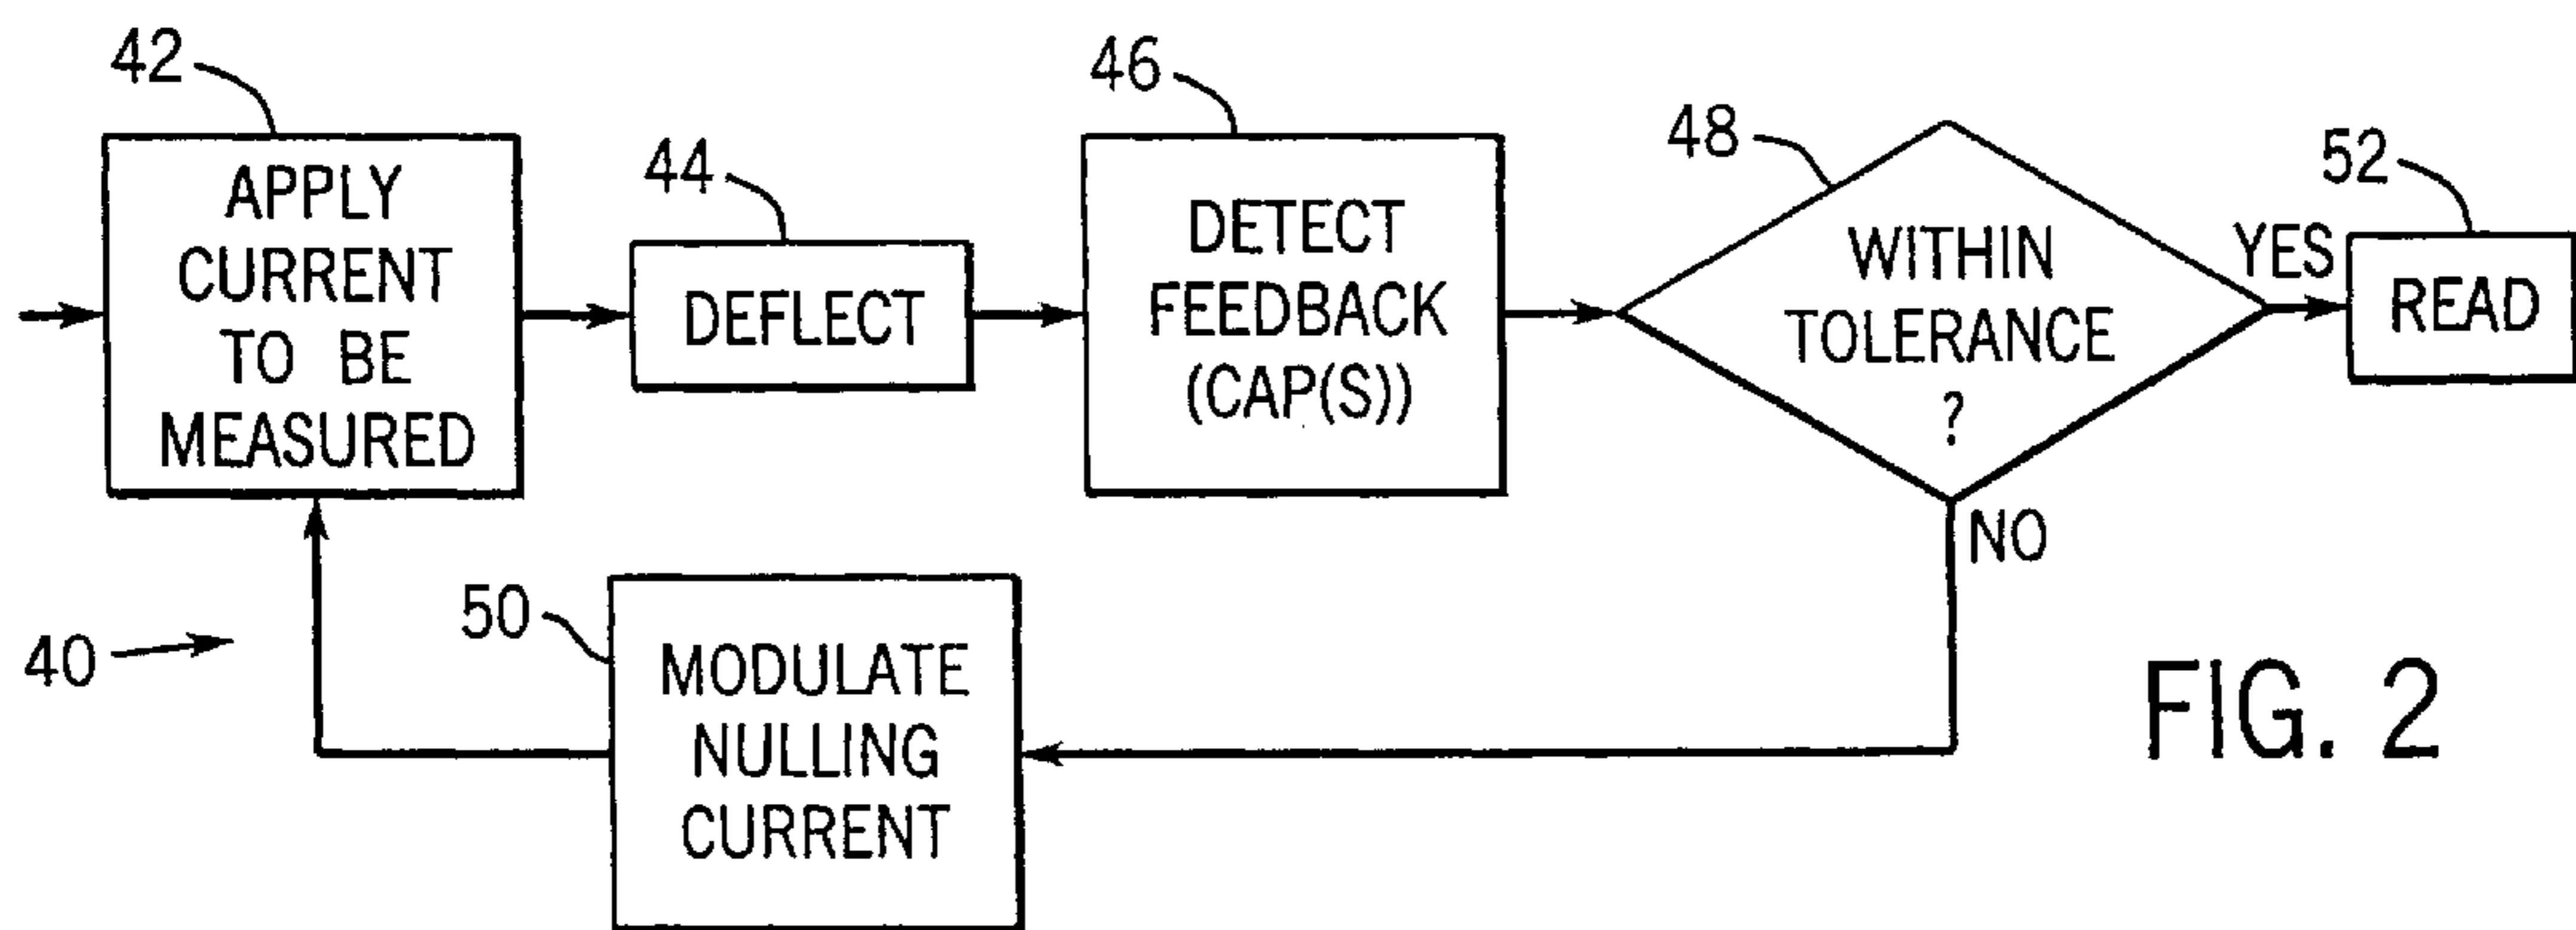 42
APPLY
CURRENT
TO BE
MEASURED
44
DEFLECT
46
DETECT
FEEDBACK
(CAP(S))
48
WITHIN
TOLERANCE
?
YES
52
READ
NO
50
MODULATE
NULLING
CURRENT
40
FIG. 2